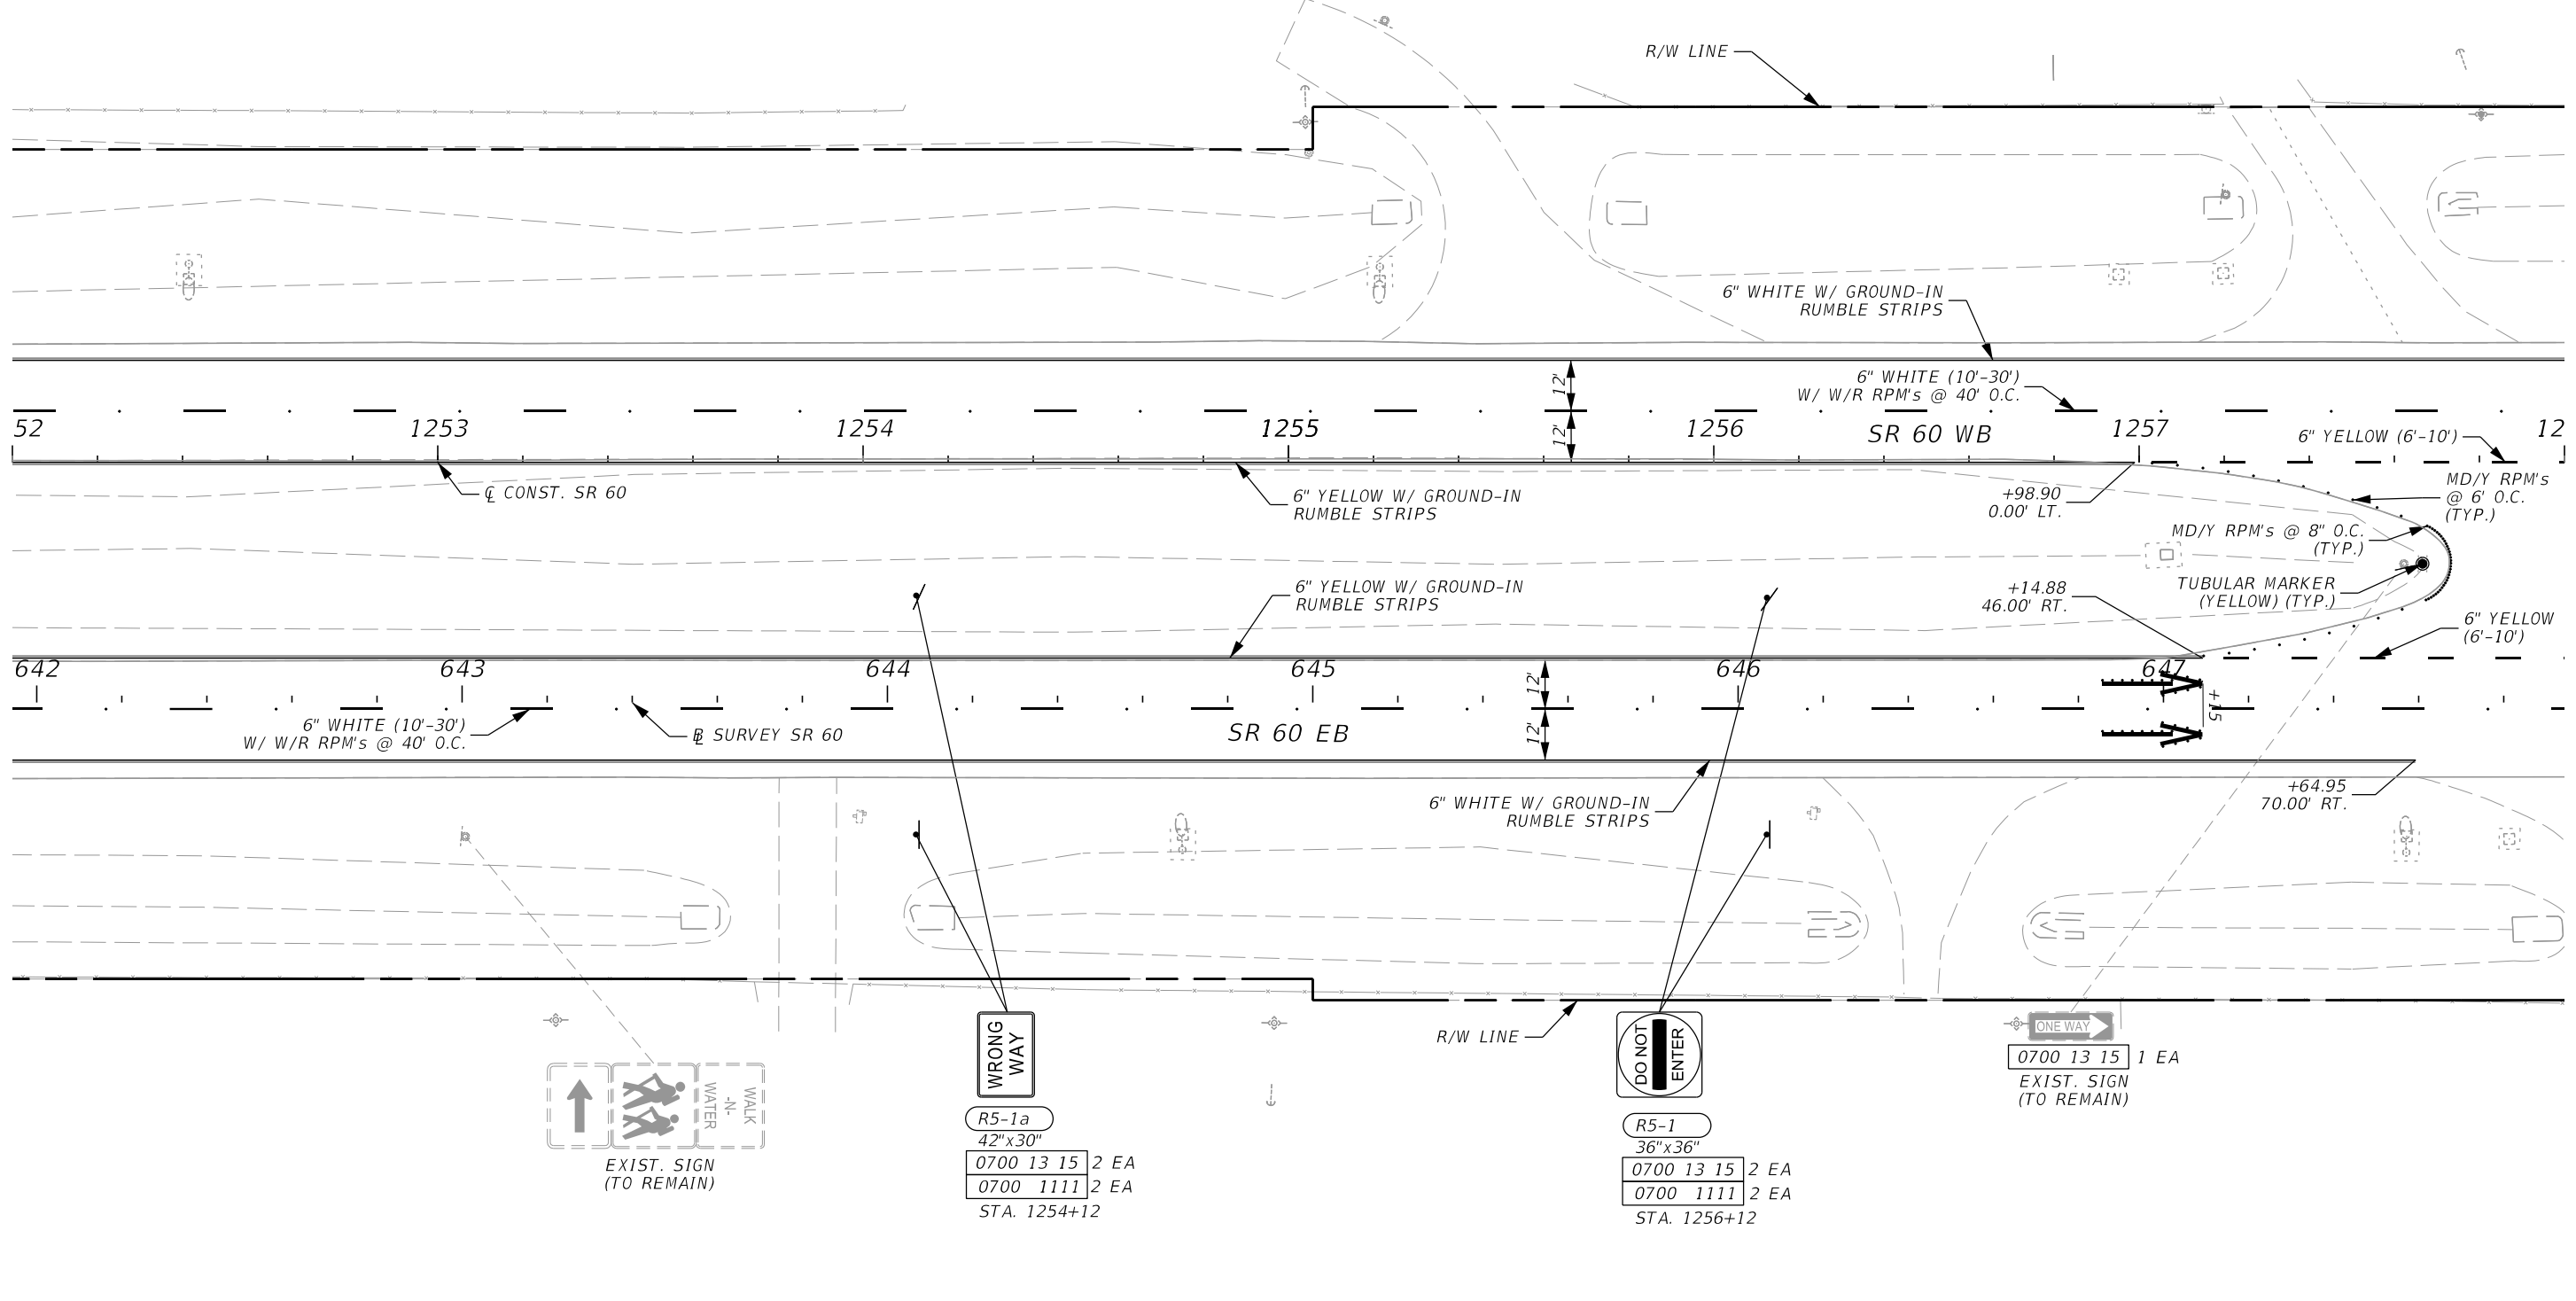 R/W LINE
6" WHITE W/ GROUND-IN
RUMBLE STRIPS
6" WHITE (10'-30')
W/ W/R RPM's @ 40' O.C.
12'
12'
52
1253
1254
1255
1256
1257
12
SR 60 WB
6" YELLOW (6'-10')
℄ CONST. SR 60
6" YELLOW W/ GROUND-IN
RUMBLE STRIPS
+98.90
0.00' LT.
MD/Y RPM's
@ 6' O.C.
(TYP.)
MD/Y RPM's @ 8" O.C.
(TYP.)
6" YELLOW W/ GROUND-IN
RUMBLE STRIPS
+14.88
46.00' RT.
TUBULAR MARKER
(YELLOW) (TYP.)
6" YELLOW
(6'-10')
642
643
644
645
646
647
12'
12'
+15
6" WHITE (10'-30')
W/ W/R RPM's @ 40' O.C.
BL SURVEY SR 60
SR 60 EB
6" WHITE W/ GROUND-IN
RUMBLE STRIPS
+64.95
70.00' RT.
R/W LINE
WALK
-N-
WATER
EXIST. SIGN
(TO REMAIN)
WRONG
WAY
R5-1a
42"x30"
0700 13 15 2 EA
0700 1111 2 EA
STA. 1254+12
DO NOT
ENTER
R5-1
36"x36"
0700 13 15 2 EA
0700 1111 2 EA
STA. 1256+12
ONE WAY
0700 13 15 1 EA
EXIST. SIGN
(TO REMAIN)